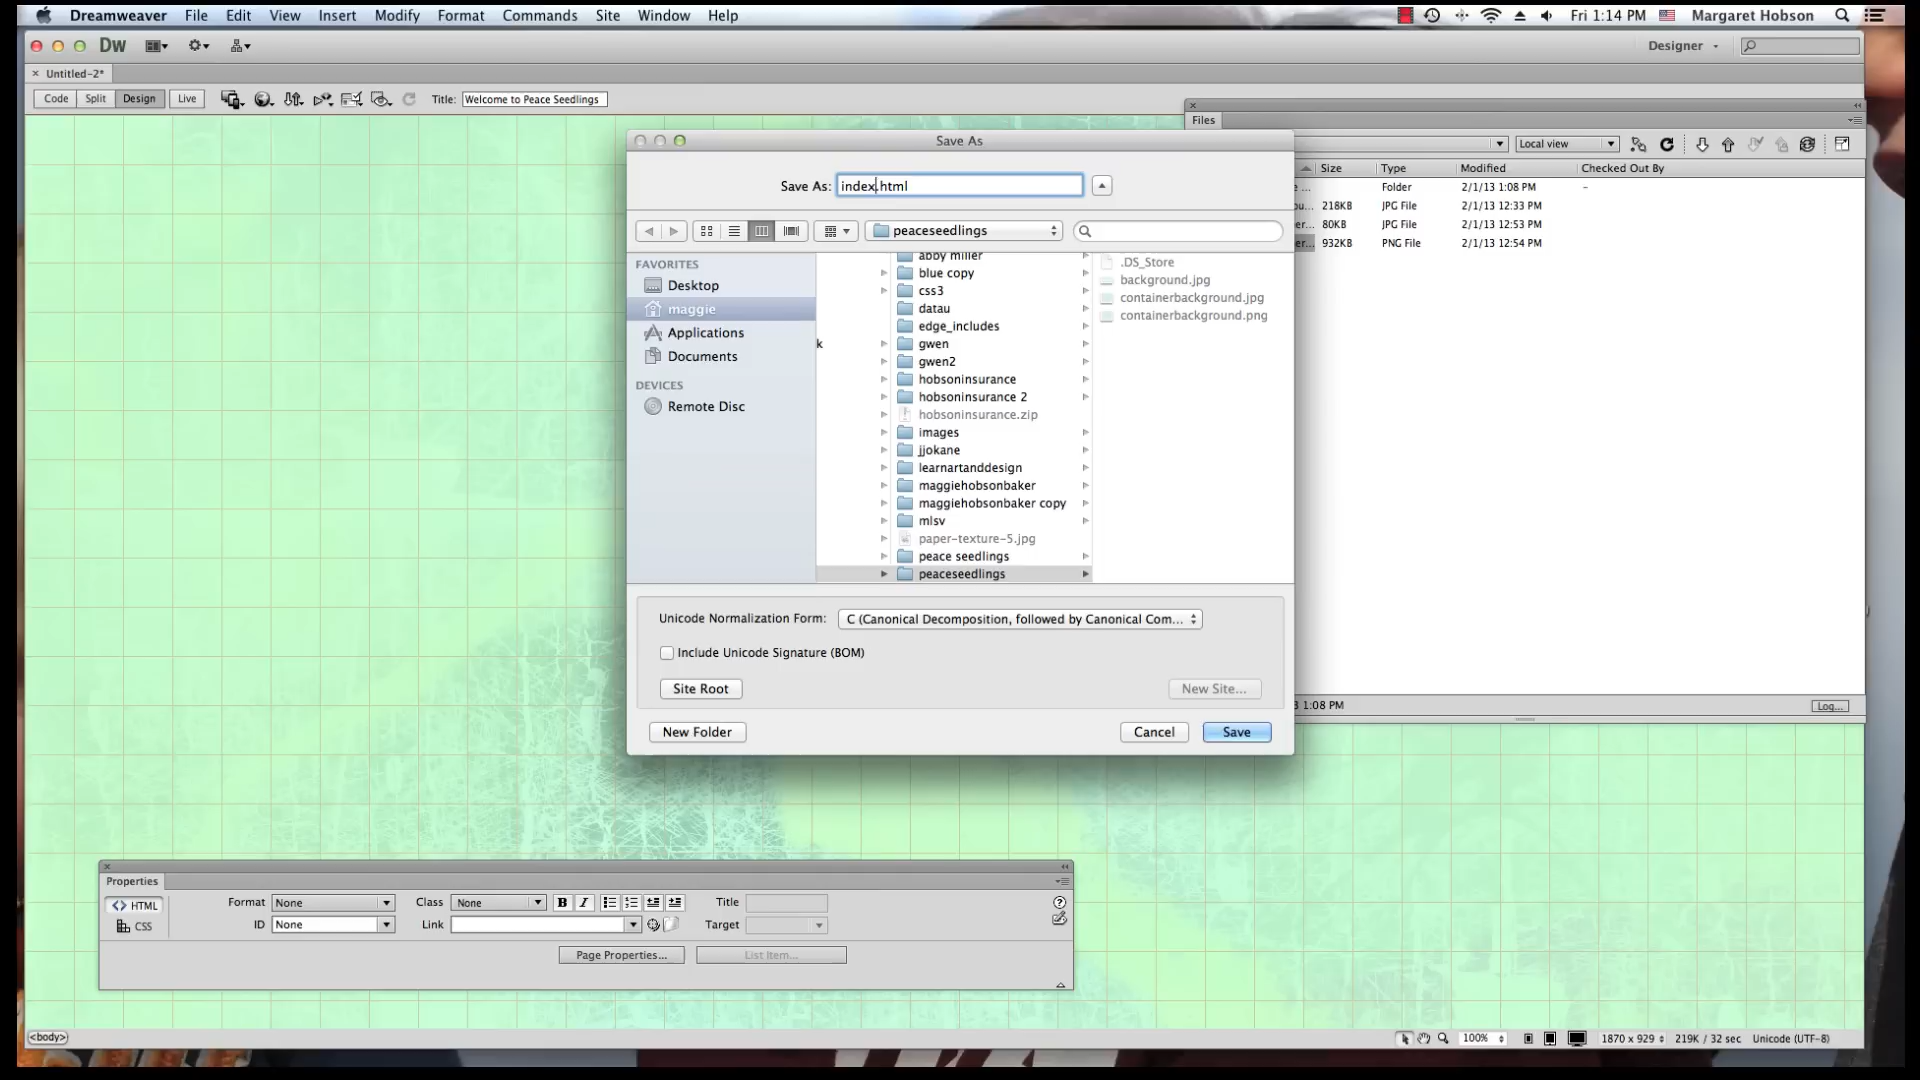 Dreamweaver File Edit View Insert Modify Format Commands Site Window Help Fri 1:14 PM Margaret Hobson
Dw Designer
Untitled-2*
Code Split Design Live Title: Welcome to Peace Seedlings
Files
Local view
Size Type Modified Checked Out By
Folder 2/1/13 1:08 PM -
218KB JPG File 2/1/13 12:33 PM
80KB JPG File 2/1/13 12:53 PM
932KB PNG File 2/1/13 12:54 PM
1:08 PM Log...
Save As
Save As: index.html
peaceseedlings
FAVORITES
Desktop
maggie
Applications
Documents
DEVICES
Remote Disc
k
abby miller
blue copy
css3
datau
edge_includes
gwen
gwen2
hobsoninsurance
hobsoninsurance 2
hobsoninsurance.zip
images
jjokane
learnartanddesign
maggiehobsonbaker
maggiehobsonbaker copy
mlsv
paper-texture-5.jpg
peace seedlings
peaceseedlings
.DS_Store
background.jpg
containerbackground.jpg
containerbackground.png
Unicode Normalization Form: C (Canonical Decomposition, followed by Canonical Com...
Include Unicode Signature (BOM)
Site Root New Site...
New Folder Cancel Save
Properties
<> HTML Format None Class None B I Title
CSS ID None Link Target
Page Properties... List Item...
<body> 100% 1870 x 929 219K / 32 sec Unicode (UTF-8)